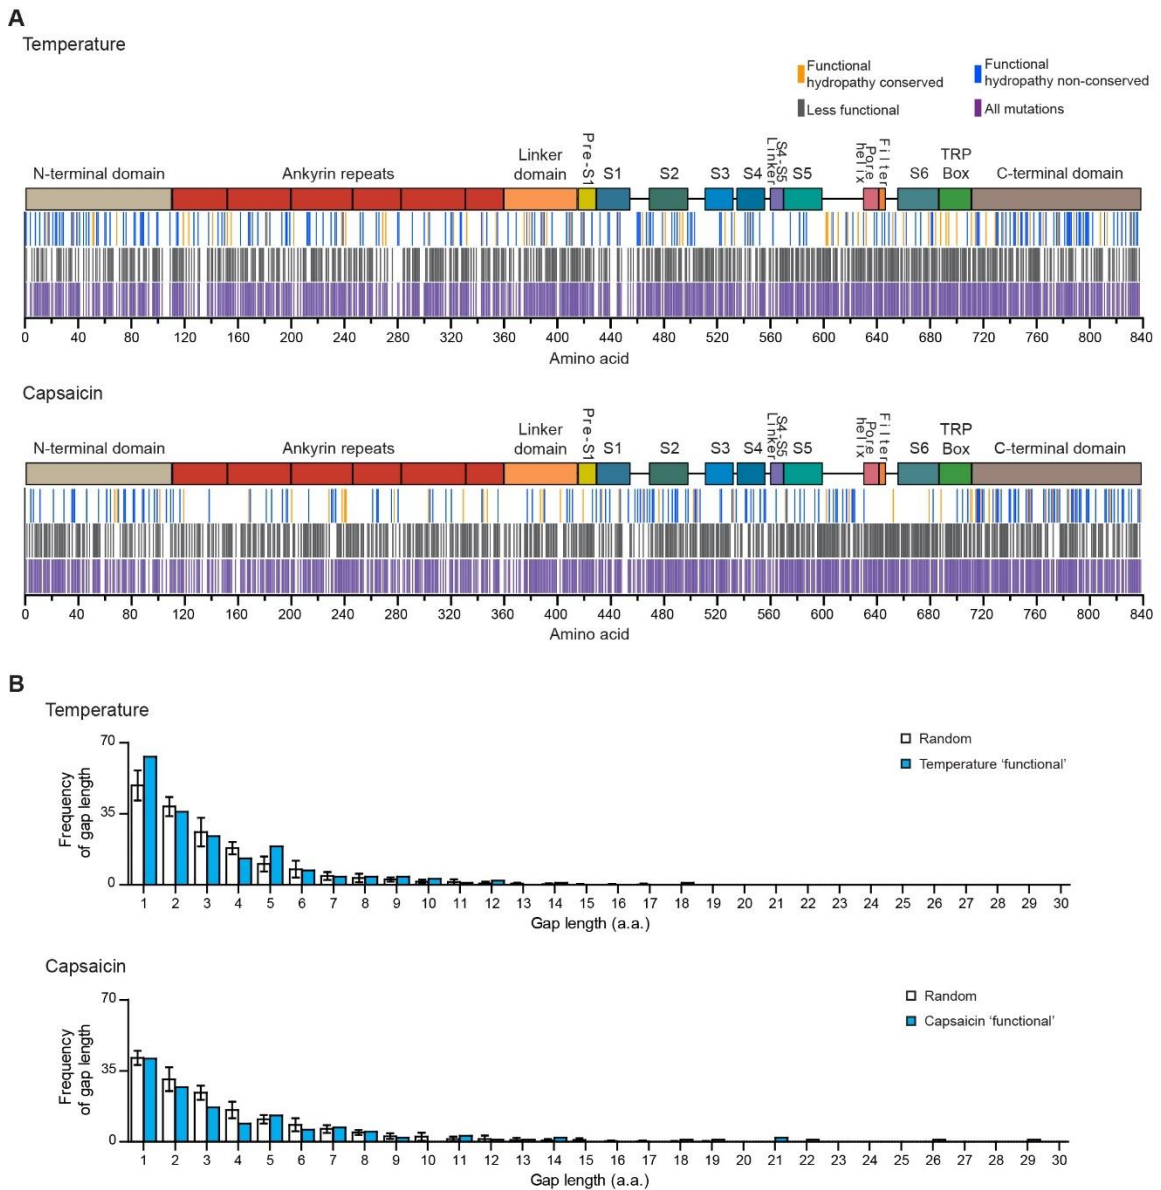 A
Temperature
Functional
hydropathy conserved
Functional
hydropathy non-conserved
Less functional
All mutations
N-terminal domain
Ankyrin repeats
Linker
domain
Pre-S1
S1
S2
S3
S4
S4-S5
Linker
S5
Pore
helix
Filter
S6
TRP
Box
C-terminal domain
0 40 80 120 160 200 240 280 320 360 400 440 480 520 560 600 640 680 720 760 800 840
Amino acid
Capsaicin
N-terminal domain
Ankyrin repeats
Linker
domain
Pre-S1
S1
S2
S3
S4
S4-S5
Linker
S5
Pore
helix
Filter
S6
TRP
Box
C-terminal domain
0 40 80 120 160 200 240 280 320 360 400 440 480 520 560 600 640 680 720 760 800 840
Amino acid
B
Temperature
Frequency
of gap length
70
35
0
Random
Temperature ‘functional’
1 2 3 4 5 6 7 8 9 10 11 12 13 14 15 16 17 18 19 20 21 22 23 24 25 26 27 28 29 30
Gap length (a.a.)
Capsaicin
Frequency
of gap length
70
35
0
Random
Capsaicin ‘functional’
1 2 3 4 5 6 7 8 9 10 11 12 13 14 15 16 17 18 19 20 21 22 23 24 25 26 27 28 29 30
Gap length (a.a.)